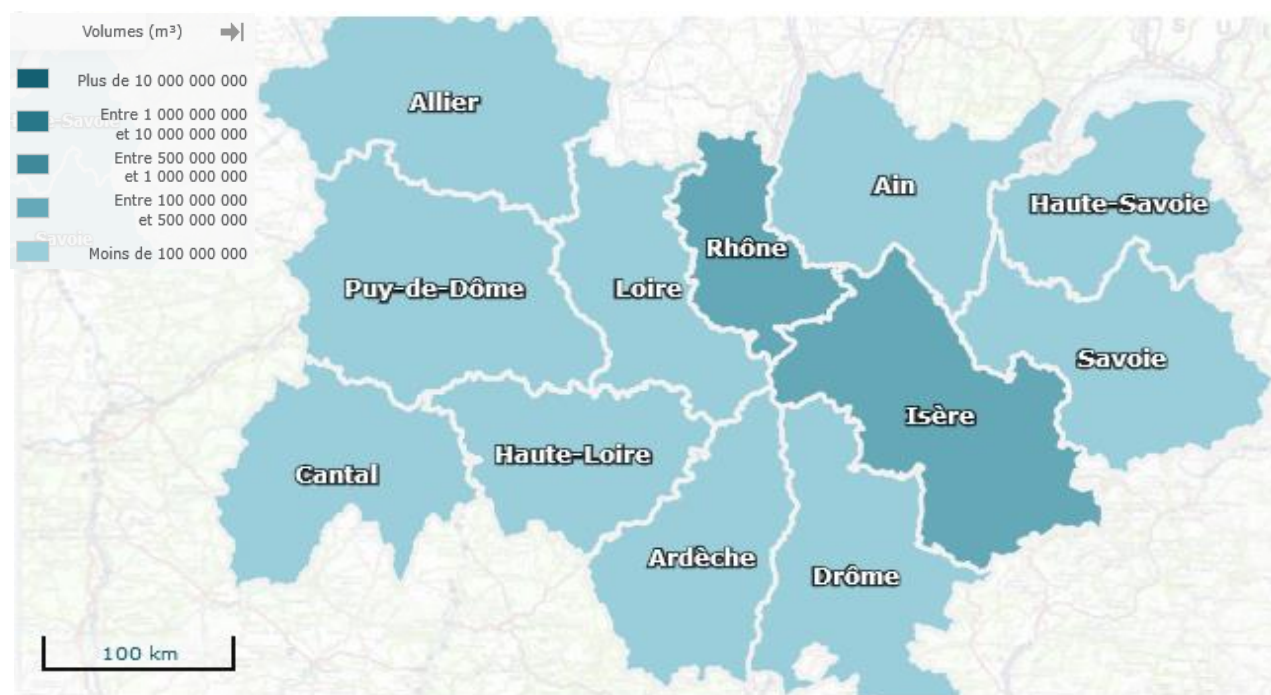 Volumes (m³)
Plus de 10 000 000 000
Entre 1 000 000 000
et 10 000 000 000
Entre 500 000 000
et 1 000 000 000
Entre 100 000 000
et 500 000 000
Moins de 100 000 000
Savoie
Allier
Ain
Haute-Savoie
Rhône
Puy-de-Dôme
Loire
Savoie
Isère
Haute-Loire
Cantal
Ardèche
Drôme
100 km